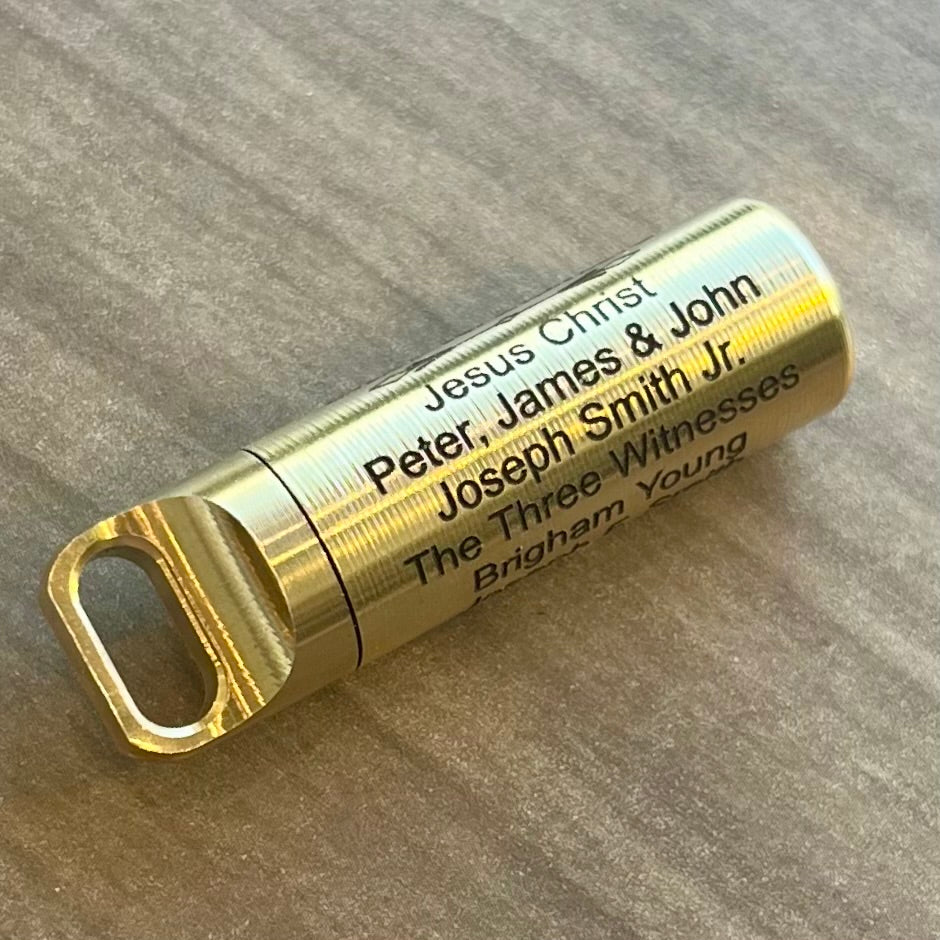 Jesus Christ
Peter, James & John
Joseph Smith Jr.
The Three Witnesses
Brigham Young